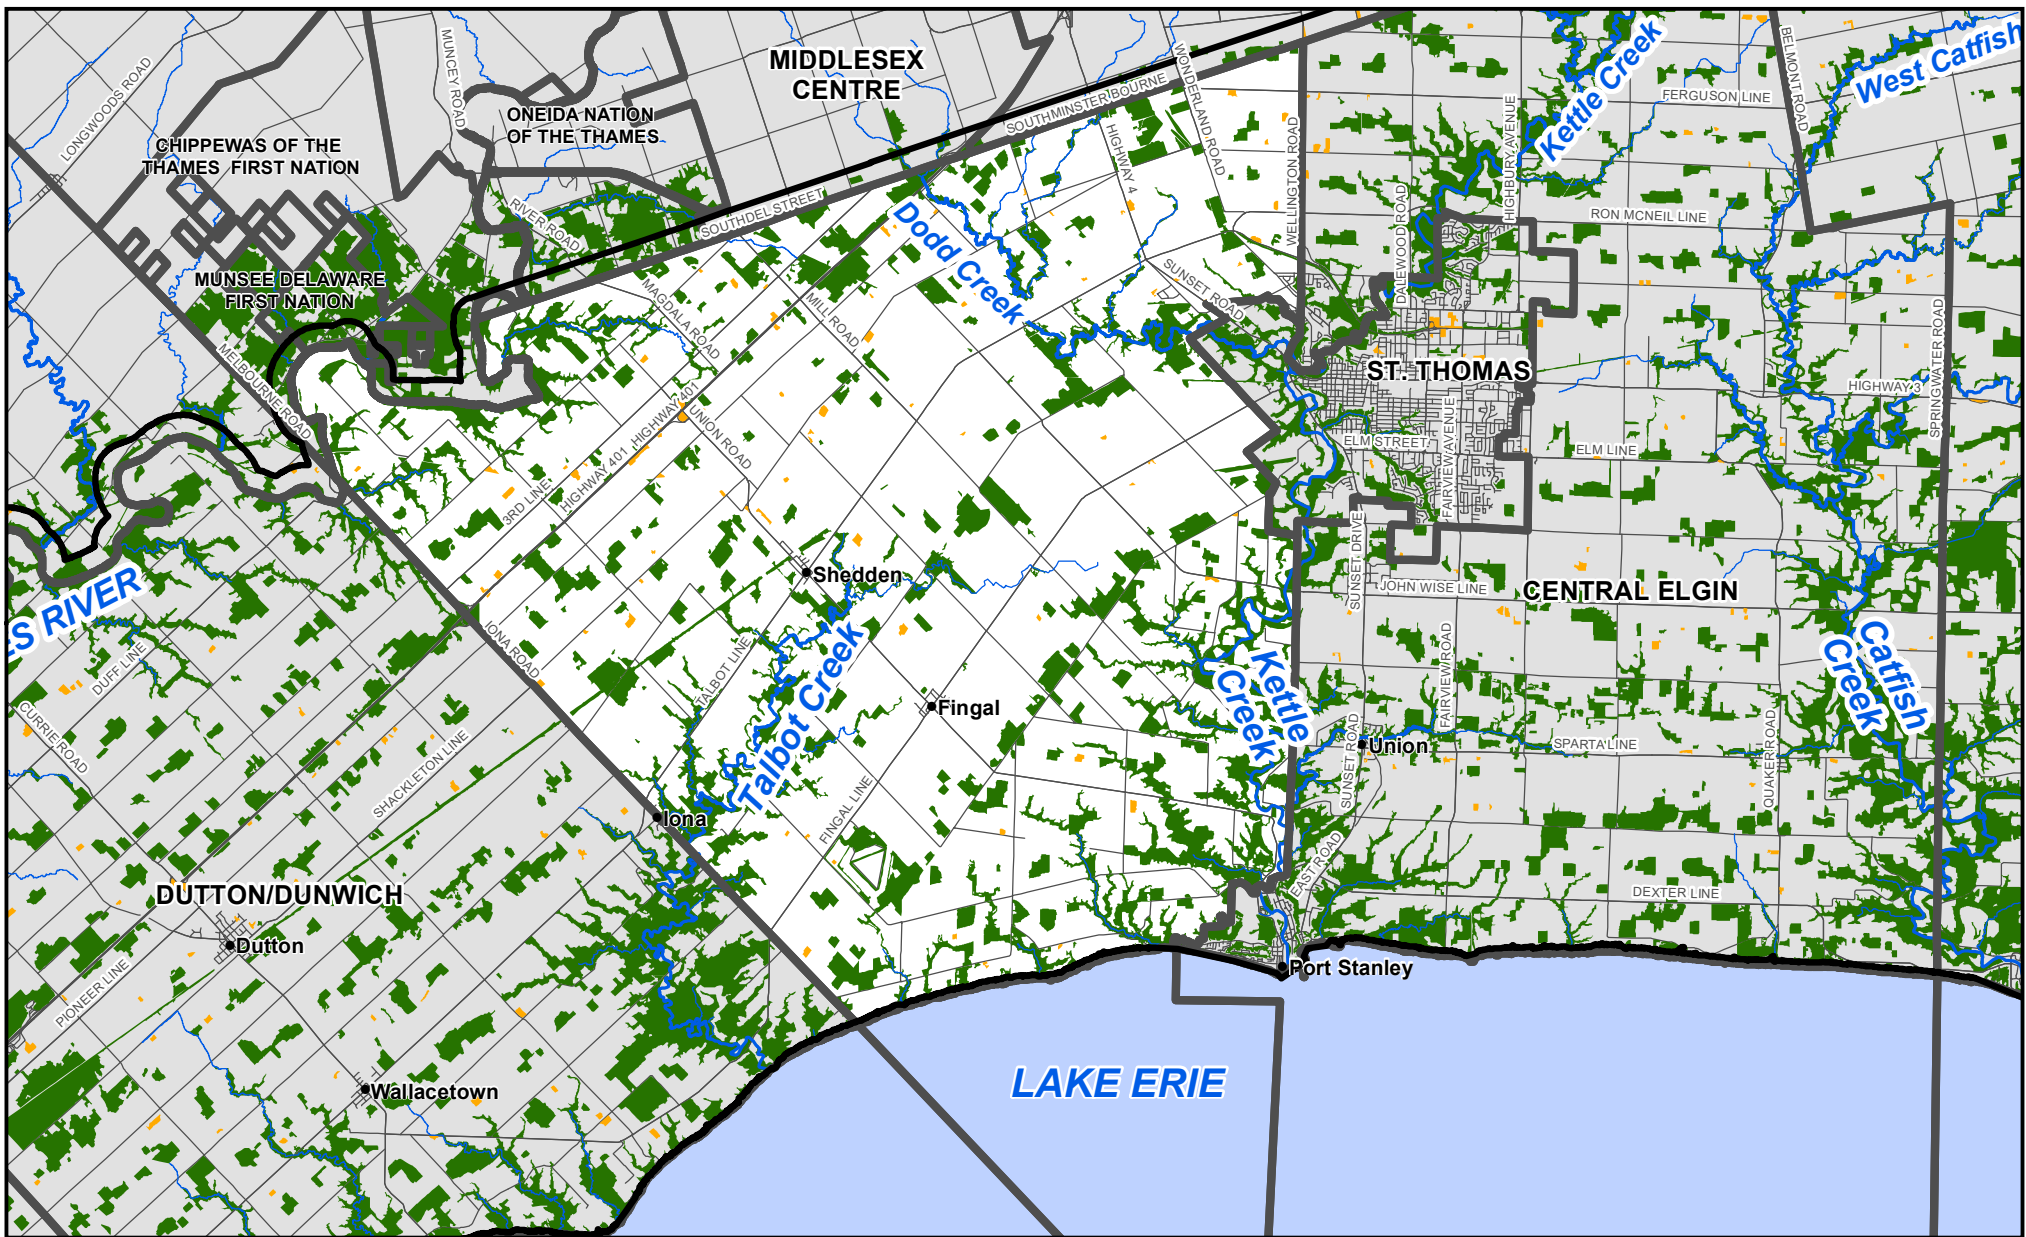 MIDDLESEX
CENTRE
Kettle Creek
West Catfish
BELMONT ROAD
LONGWOODS ROAD
MUNCEY ROAD
ONEIDA NATION
OF THE THAMES
SOUTHMINSTER BOURNE
WONDERLAND ROAD
HIGHWAY 4
FERGUSON LINE
HIGHBURY AVENUE
CHIPPEWAS OF THE
THAMES FIRST NATION
WELLINGTON ROAD
DALEWOOD ROAD
RON MCNEIL LINE
RIVER ROAD
SOUTHDEL STREET
Dodd Creek
SUNSET ROAD
MUNSEE DELAWARE
FIRST NATION
MAGDALA ROAD
MILL ROAD
SPRINGWATER ROAD
MELBOURNE ROAD
ST. THOMAS
HIGHWAY 3
HIGHWAY 401
UNION ROAD
FAIRVIEW AVENUE
ELM STREET
ELM LINE
3RD LINE
HIGHWAY 401
SUNSET DRIVE
Shedden
JOHN WISE LINE
CENTRAL ELGIN
ES RIVER
DUFF LINE
IONA ROAD
TALBOT LINE
Talbot Creek
FAIRVIEW ROAD
Kettle
Creek
Catfish
Creek
Fingal
CURRIE ROAD
SHACKLETON LINE
SUNSET ROAD
Union
SPARTA LINE
QUAKER ROAD
Iona
FINGAL LINE
EAST ROAD
DUTTON/DUNWICH
DEXTER LINE
Dutton
Port Stanley
PIONEER LINE
LAKE ERIE
Wallacetown